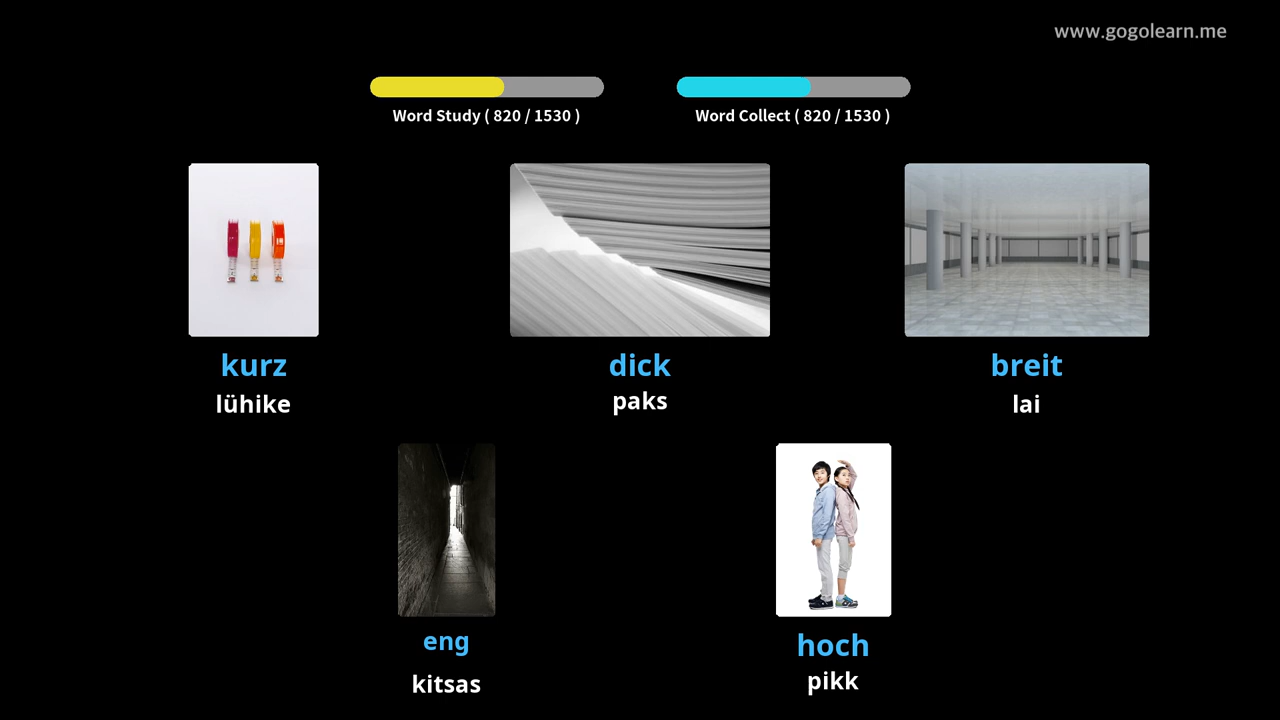 www.gogolearn.me
Word Study ( 820 / 1530 )
Word Collect ( 820 / 1530 )
kurz
lühike
dick
paks
breit
lai
eng
kitsas
hoch
pikk